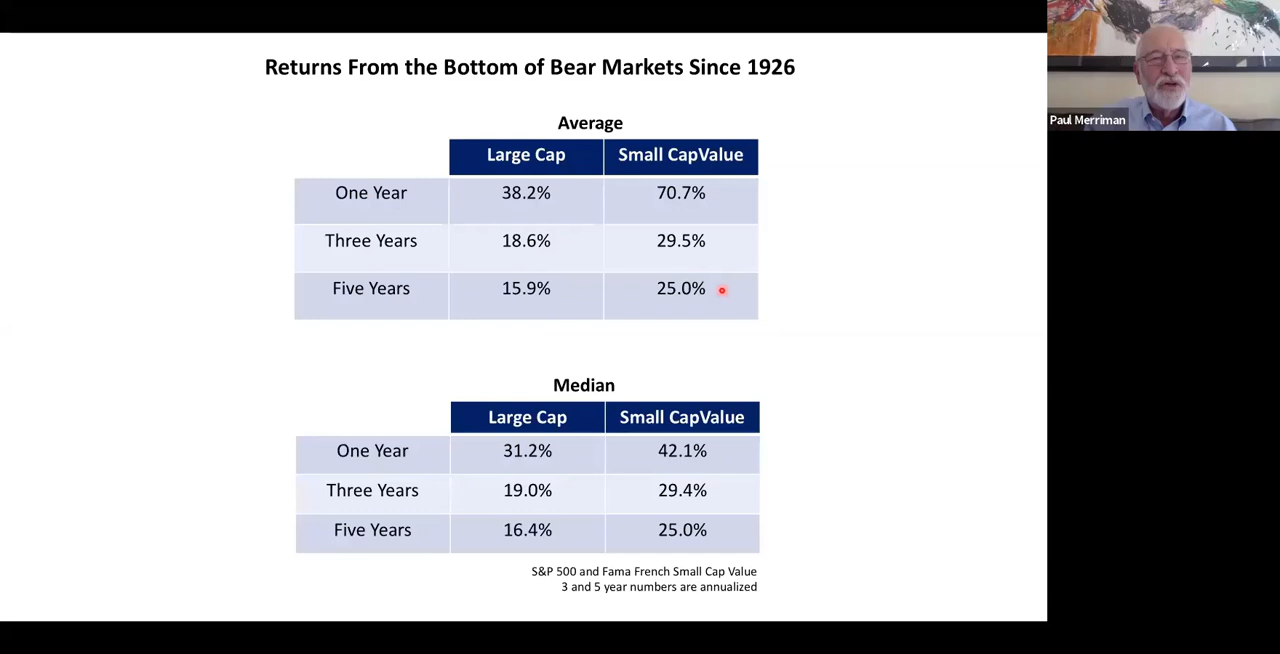 Returns From the Bottom of Bear Markets Since 1926
Paul Merriman
Average
Large Cap Small CapValue
One Year 38.2% 70.7%
Three Years 18.6% 29.5%
Five Years 15.9% 25.0%
Median
Large Cap Small CapValue
One Year 31.2% 42.1%
Three Years 19.0% 29.4%
Five Years 16.4% 25.0%
S&P 500 and Fama French Small Cap Value
3 and 5 year numbers are annualized